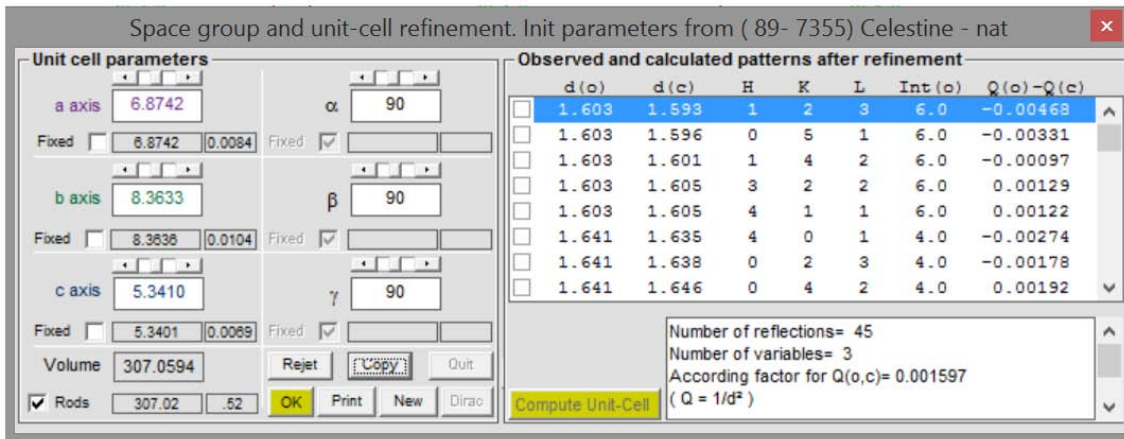 Space group and unit-cell refinement. Init parameters from ( 89- 7355) Celestine - nat
Unit cell parameters
a axis 6.8742 α 90
Fixed 6.8742 0.0084 Fixed
b axis 8.3633 β 90
Fixed 8.3636 0.0104 Fixed
c axis 5.3410 γ 90
Fixed 5.3401 0.0069 Fixed
Volume 307.0594 Rejet Copy Quit
Rods 307.02 .52 OK Print New Dirac
Observed and calculated patterns after refinement
d(o) d(c) H K L Int(o) Q(o)-Q(c)
1.603 1.593 1 2 3 6.0 -0.00468
1.603 1.596 0 5 1 6.0 -0.00331
1.603 1.601 1 4 2 6.0 -0.00097
1.603 1.605 3 2 2 6.0 0.00129
1.603 1.605 4 1 1 6.0 0.00122
1.641 1.635 4 0 1 4.0 -0.00274
1.641 1.638 0 2 3 4.0 -0.00178
1.641 1.646 0 4 2 4.0 0.00192
Compute Unit-Cell
Number of reflections= 45
Number of variables= 3
According factor for Q(o,c)= 0.001597
( Q = 1/d² )